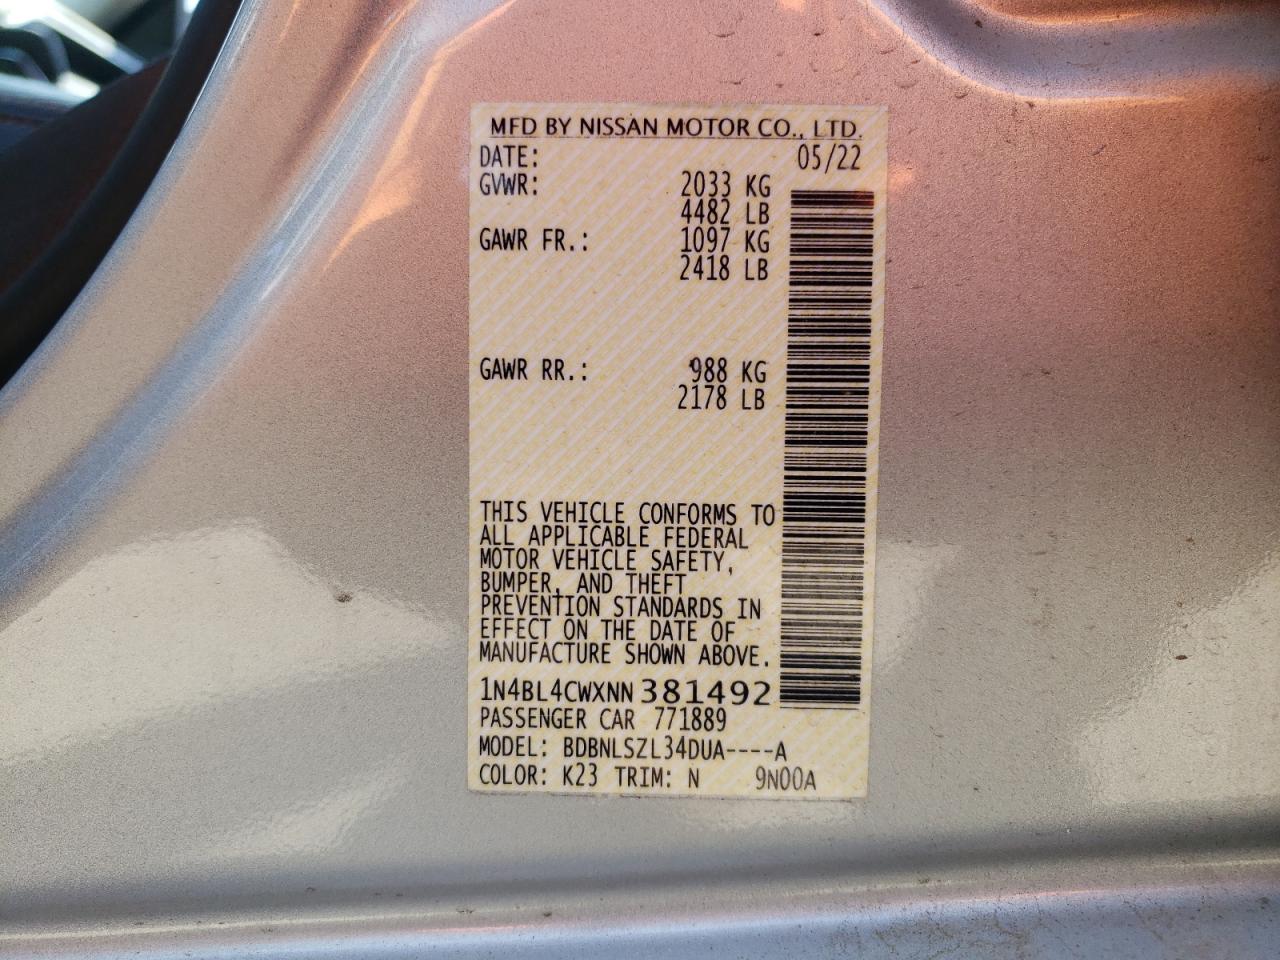 MFD BY NISSAN MOTOR CO., LTD.
DATE: 05/22
GVWR: 2033 KG
4482 LB
GAWR FR.: 1097 KG
2418 LB
GAWR RR.: 988 KG
2178 LB
THIS VEHICLE CONFORMS TO
ALL APPLICABLE FEDERAL
MOTOR VEHICLE SAFETY,
BUMPER, AND THEFT
PREVENTION STANDARDS IN
EFFECT ON THE DATE OF
MANUFACTURE SHOWN ABOVE.
1N4BL4CWXNN381492
PASSENGER CAR 771889
MODEL: BDBNLSZL34DUA----A
COLOR: K23 TRIM: N 9N00A